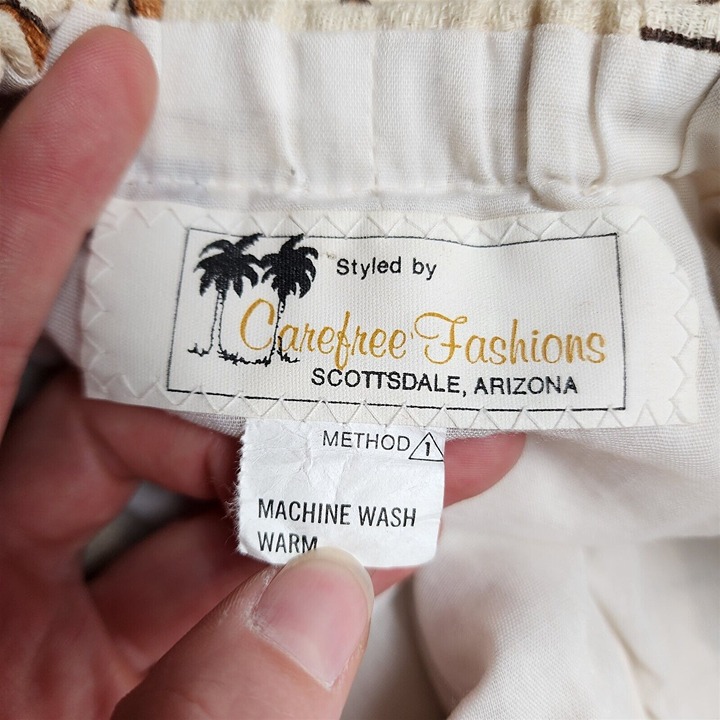 Styled by
Carefree Fashions
SCOTTSDALE, ARIZONA
METHOD 1
MACHINE WASH
WARM